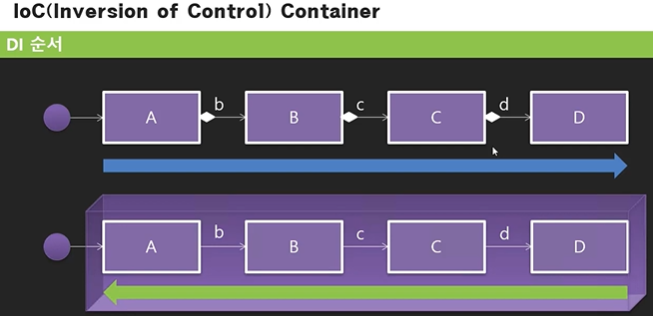 IoC(Inversion of Control) Container
DI 순서
A b B c C d D
A b B c C d D